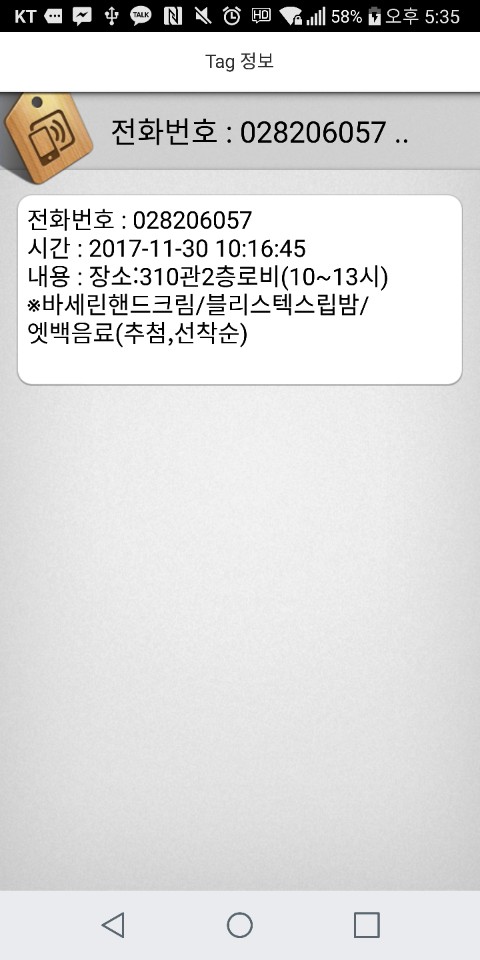 KT TALK HD 58% 오후 5:35
Tag 정보
전화번호 : 028206057 ..
전화번호 : 028206057
시간 : 2017-11-30 10:16:45
내용 : 장소:310관2층로비(10~13시)
※바세린핸드크림/블리스텍스립밤/
엣백음료(추첨,선착순)